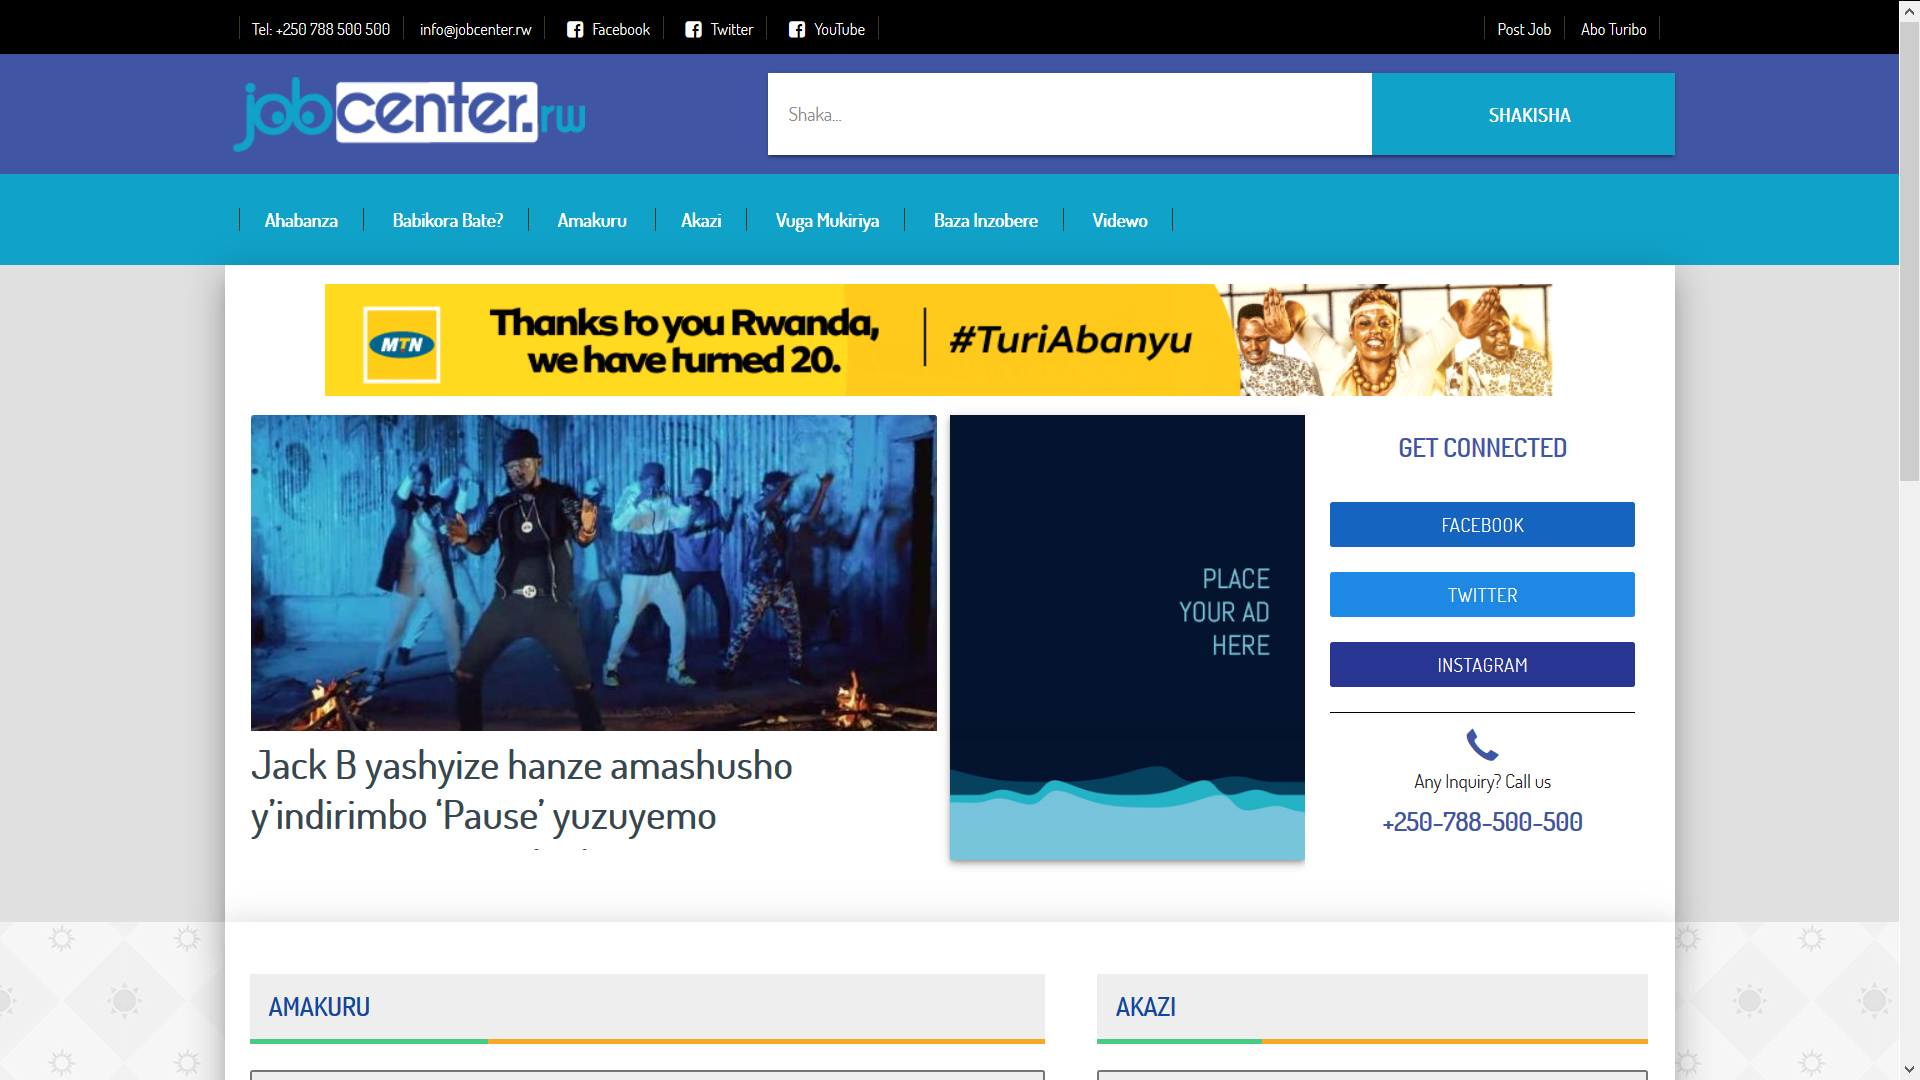 Tel: +250 788 500 500
info@jobcenter.rw
Facebook
Twitter
YouTube
Post Job
Abo Turibo
jobcenter.rw
Shaka...
SHAKISHA
Ahabanza
Babikora Bate?
Amakuru
Akazi
Vuga Mukiriya
Baza Inzobere
Videwo
MTN
Thanks to you Rwanda,
we have turned 20.
#TuriAbanyu
Jack B yashyize hanze amashusho
y’indirimbo ‘Pause’ yuzuyemo
PLACE
YOUR AD
HERE
GET CONNECTED
FACEBOOK
TWITTER
INSTAGRAM
Any Inquiry? Call us
+250-788-500-500
AMAKURU
AKAZI